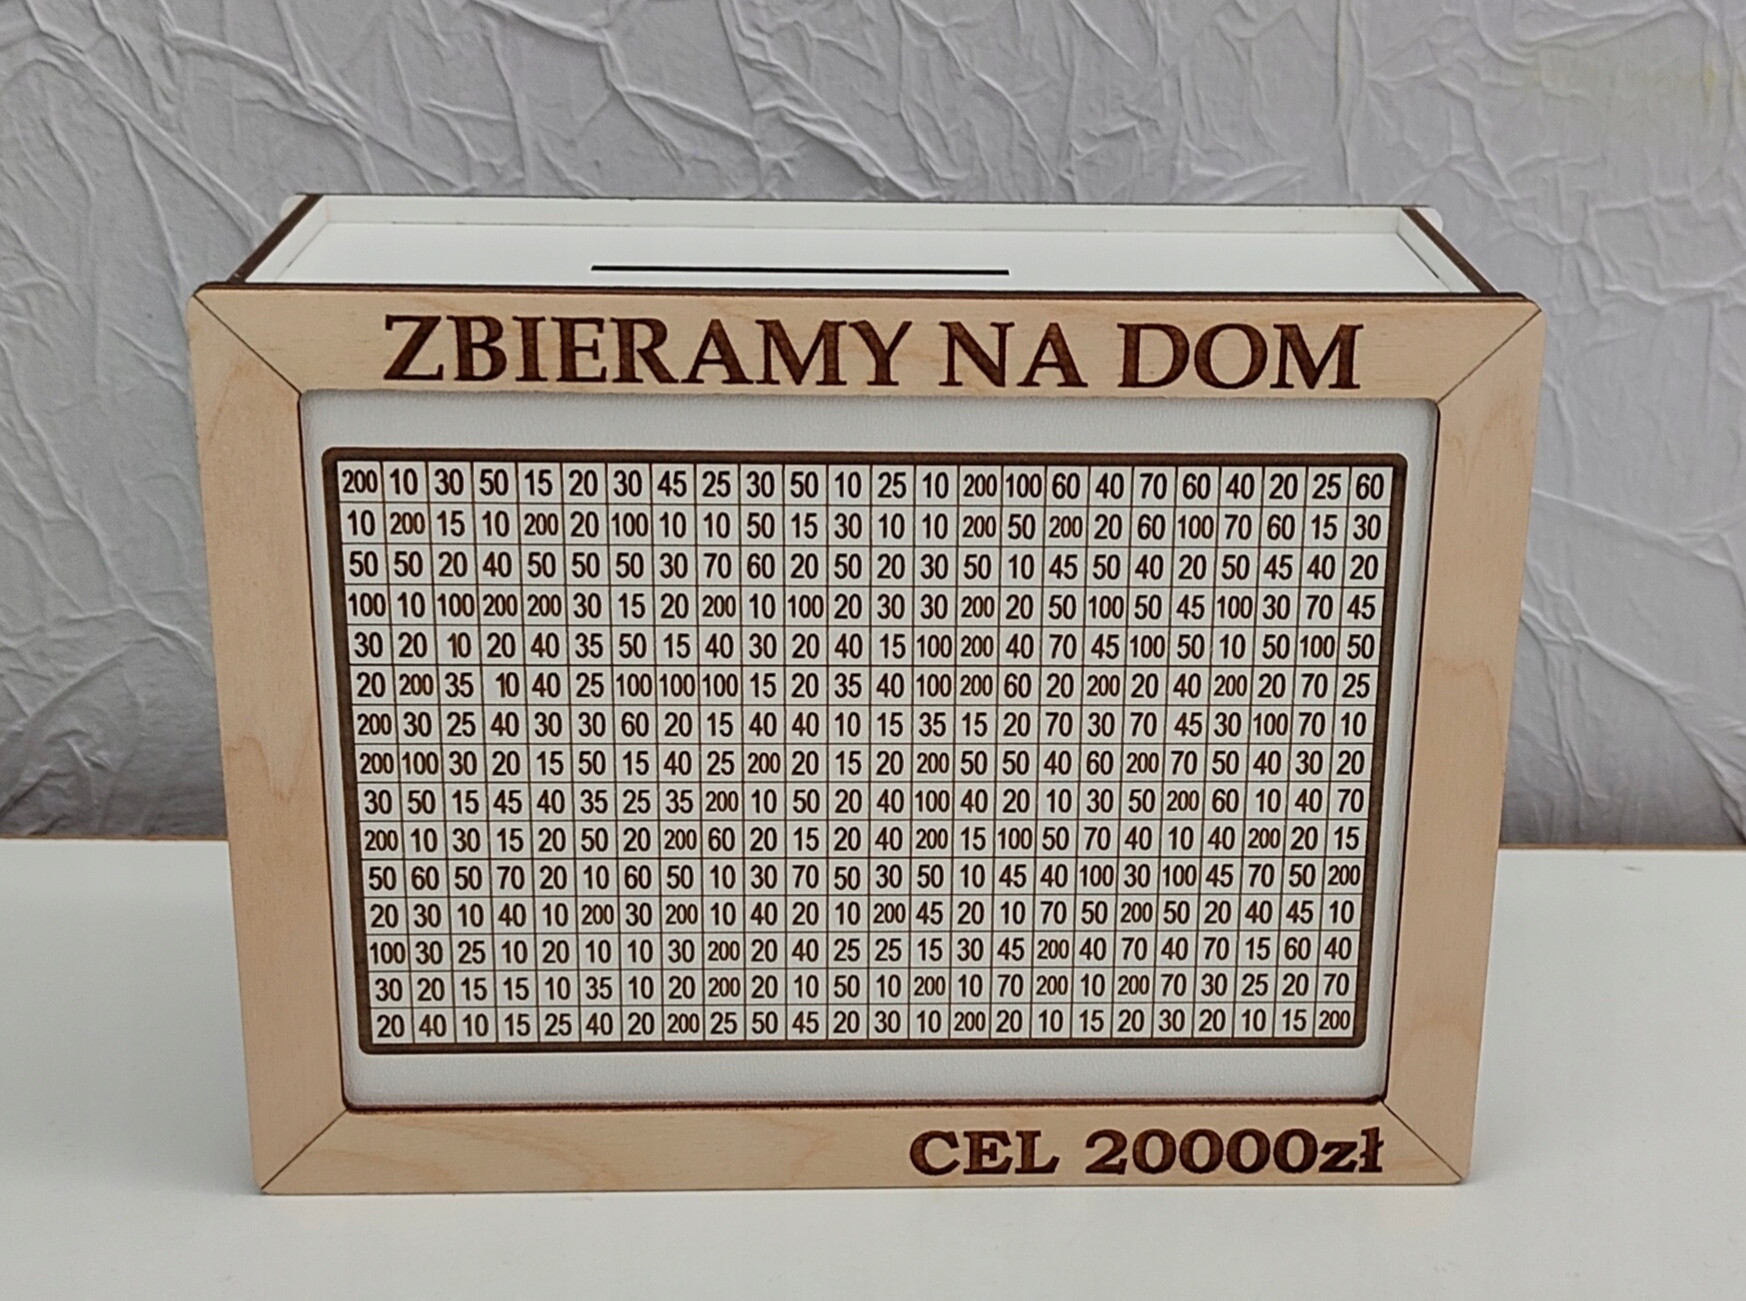 ZBIERAMY NA DOM
200 10 30 50 15 20 30 45 25 30 50 10 25 10 200 100 60 40 70 60 40 20 25 60
10 200 15 10 200 20 100 10 10 50 15 30 10 10 200 50 200 20 60 100 70 60 15 30
50 50 20 40 50 50 50 30 70 60 20 50 20 30 50 10 45 50 40 20 50 45 40 20
100 10 100 200 200 30 15 20 200 10 100 20 30 30 200 20 50 100 50 45 100 30 70 45
30 20 10 20 40 35 50 15 40 30 20 40 15 100 200 40 70 45 100 50 10 50 100 50
20 200 35 10 40 25 100 100 100 15 20 35 40 100 200 60 20 200 20 40 200 20 70 25
200 30 25 40 30 30 60 20 15 40 40 10 15 35 15 20 70 30 70 45 30 100 70 10
200 100 30 20 15 50 15 40 25 200 20 15 20 200 50 50 40 60 200 70 50 40 30 20
30 50 15 45 40 35 25 35 200 10 50 20 40 100 40 20 10 30 50 200 60 10 40 70
200 10 30 15 20 50 20 200 60 20 15 20 40 200 15 100 50 70 40 10 40 200 20 15
50 60 50 70 20 10 60 50 10 30 70 50 30 50 10 45 40 100 30 100 45 70 50 200
20 30 10 40 10 200 30 200 10 40 20 10 200 45 20 10 70 50 200 50 20 40 45 10
100 30 25 10 20 10 10 30 200 20 40 25 25 15 30 45 200 40 70 40 70 15 60 40
30 20 15 15 10 35 10 20 200 20 10 50 10 200 10 70 200 10 200 70 30 25 20 70
20 40 10 15 25 40 20 200 25 50 45 20 30 10 200 20 10 15 20 30 20 10 15 200
CEL 20000zł